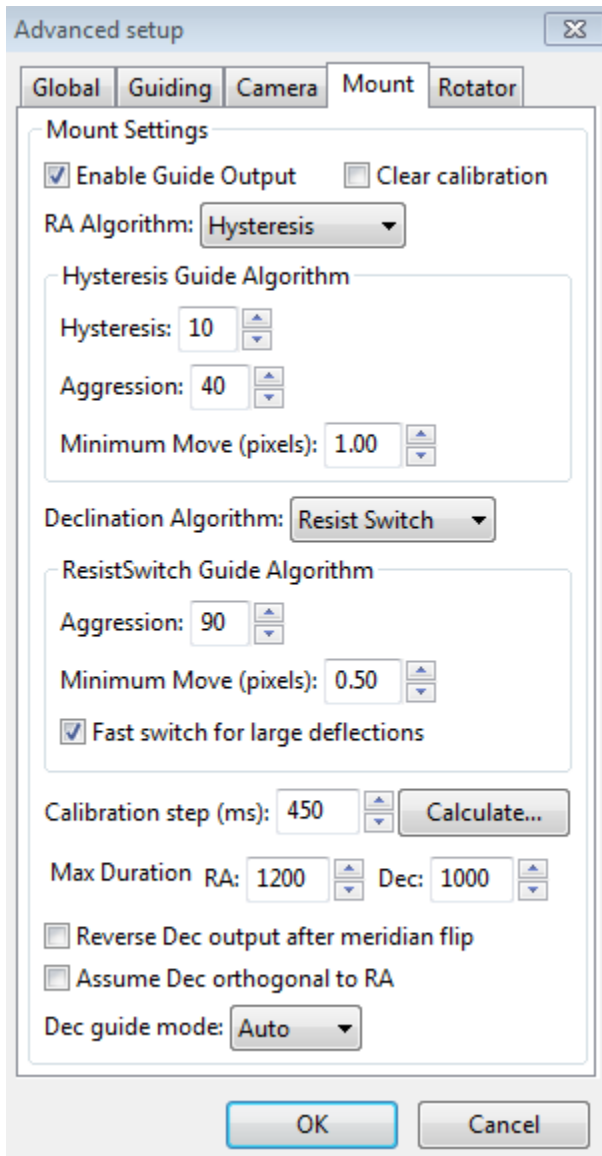 Advanced setup
Global Guiding Camera Mount Rotator
Mount Settings
Enable Guide Output Clear calibration
RA Algorithm: Hysteresis
Hysteresis Guide Algorithm
Hysteresis: 10
Aggression: 40
Minimum Move (pixels): 1.00
Declination Algorithm: Resist Switch
ResistSwitch Guide Algorithm
Aggression: 90
Minimum Move (pixels): 0.50
Fast switch for large deflections
Calibration step (ms): 450 Calculate...
Max Duration RA: 1200 Dec: 1000
Reverse Dec output after meridian flip
Assume Dec orthogonal to RA
Dec guide mode: Auto
OK Cancel